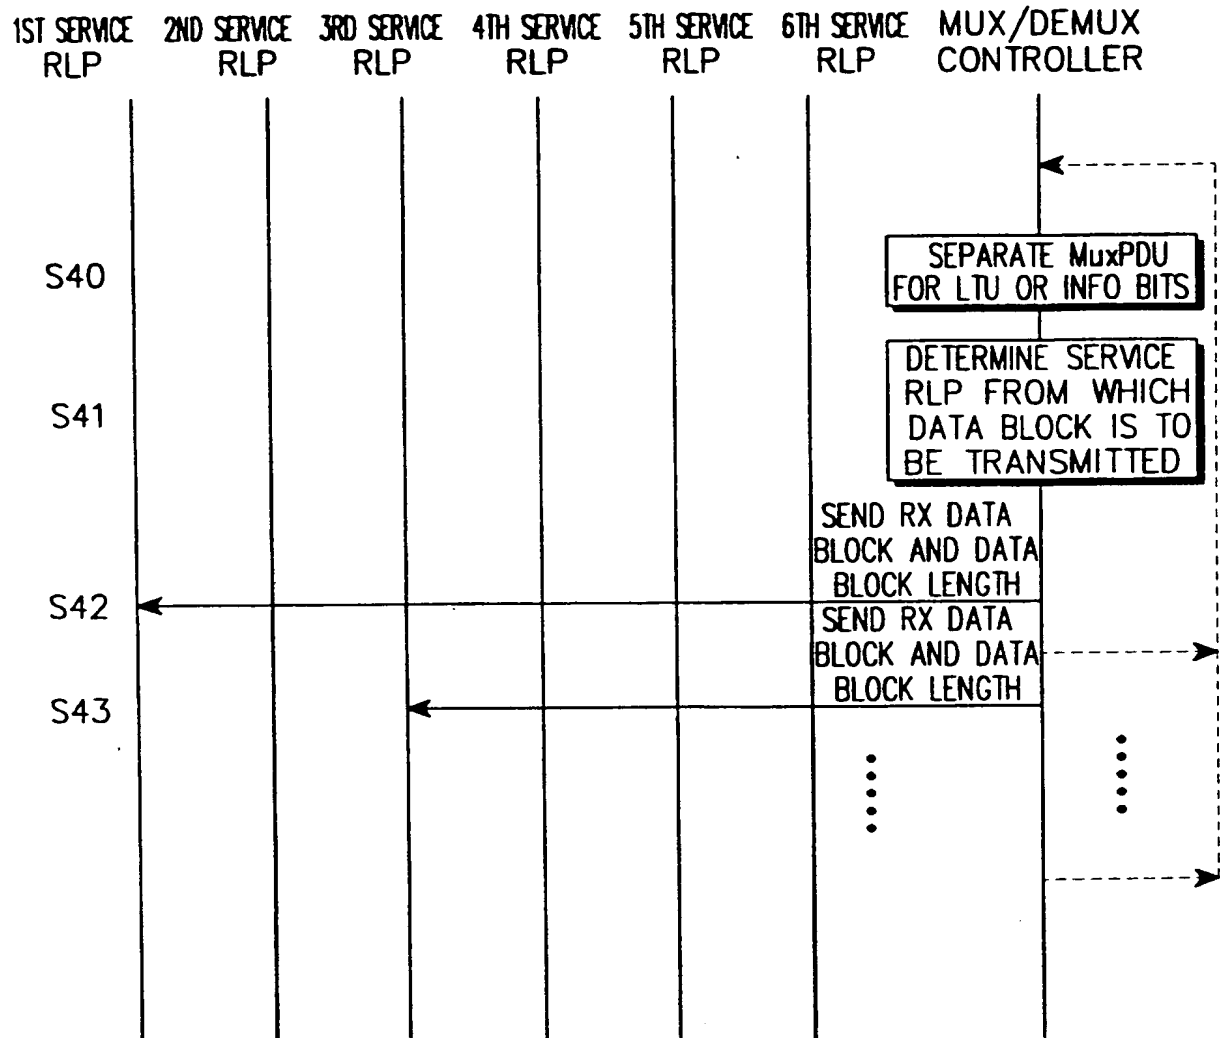 1ST SERVICE RLP
2ND SERVICE RLP
3RD SERVICE RLP
4TH SERVICE RLP
5TH SERVICE RLP
6TH SERVICE RLP
MUX/DEMUX
CONTROLLER
S40
SEPARATE MuxPDU
FOR LTU OR INFO BITS
S41
DETERMINE SERVICE
RLP FROM WHICH
DATA BLOCK IS TO
BE TRANSMITTED
SEND RX DATA
BLOCK AND DATA
BLOCK LENGTH
S42
SEND RX DATA
BLOCK AND DATA
BLOCK LENGTH
S43